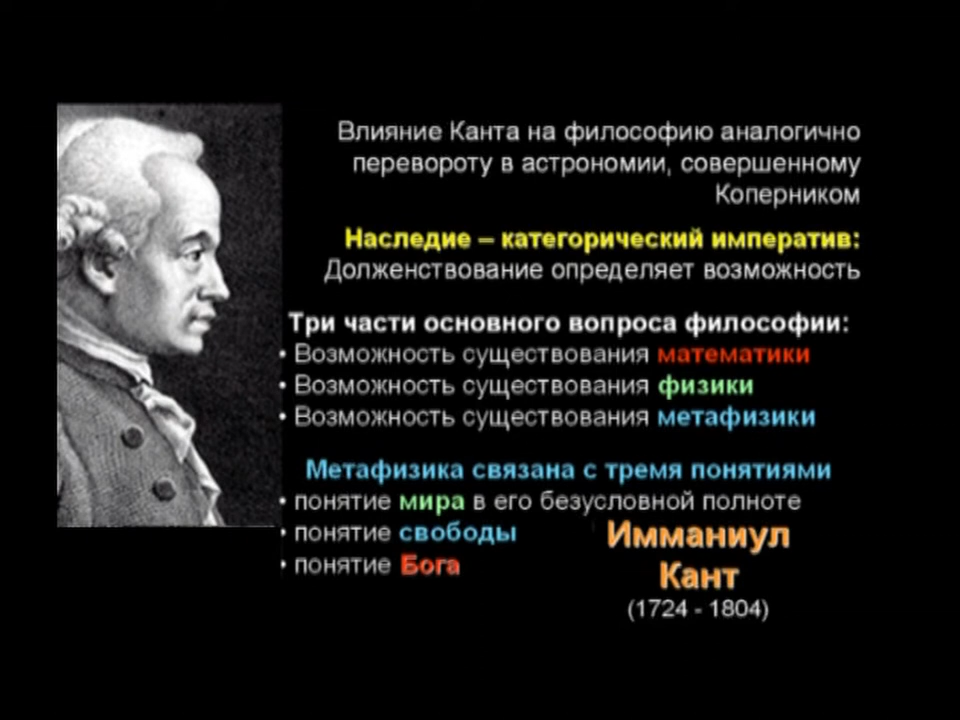 Влияние Канта на философию аналогично
перевороту в астрономии, совершенному
Коперником
Наследие – категорический императив:
Долженствование определяет возможность
Три части основного вопроса философии:
• Возможность существования математики
• Возможность существования физики
• Возможность существования метафизики
Метафизика связана с тремя понятиями
• понятие мира в его безусловной полноте
• понятие свободы
• понятие Бога
Имманиул
Кант
(1724 - 1804)